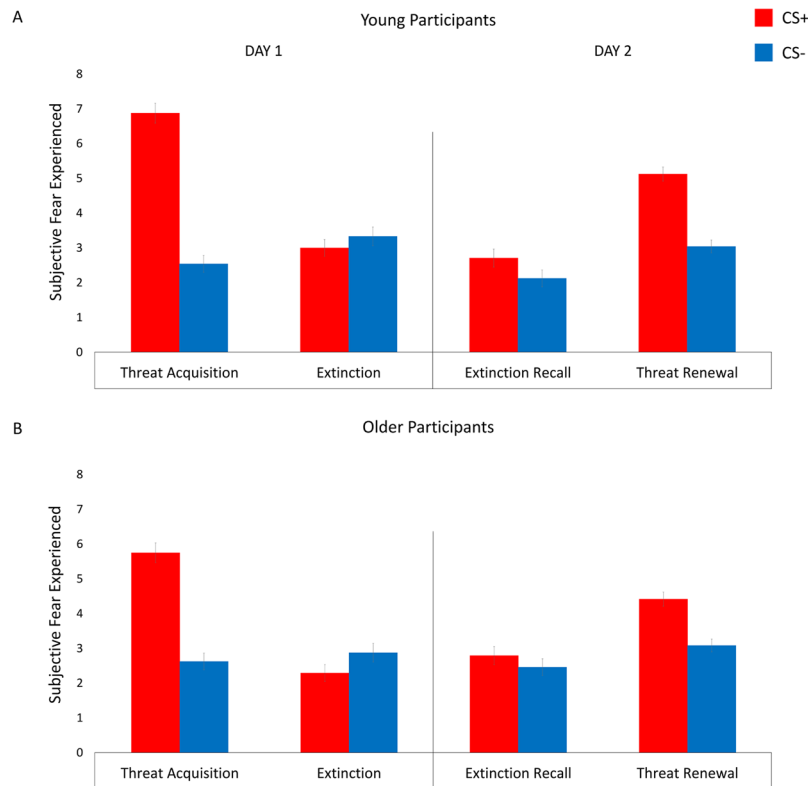 A
Young Participants
CS+
CS-
DAY 1
DAY 2
Subjective Fear Experienced
8
7
6
5
4
3
2
1
0
Threat Acquisition
Extinction
Extinction Recall
Threat Renewal
B
Older Participants
Subjective Fear Experienced
8
7
6
5
4
3
2
1
0
Threat Acquisition
Extinction
Extinction Recall
Threat Renewal